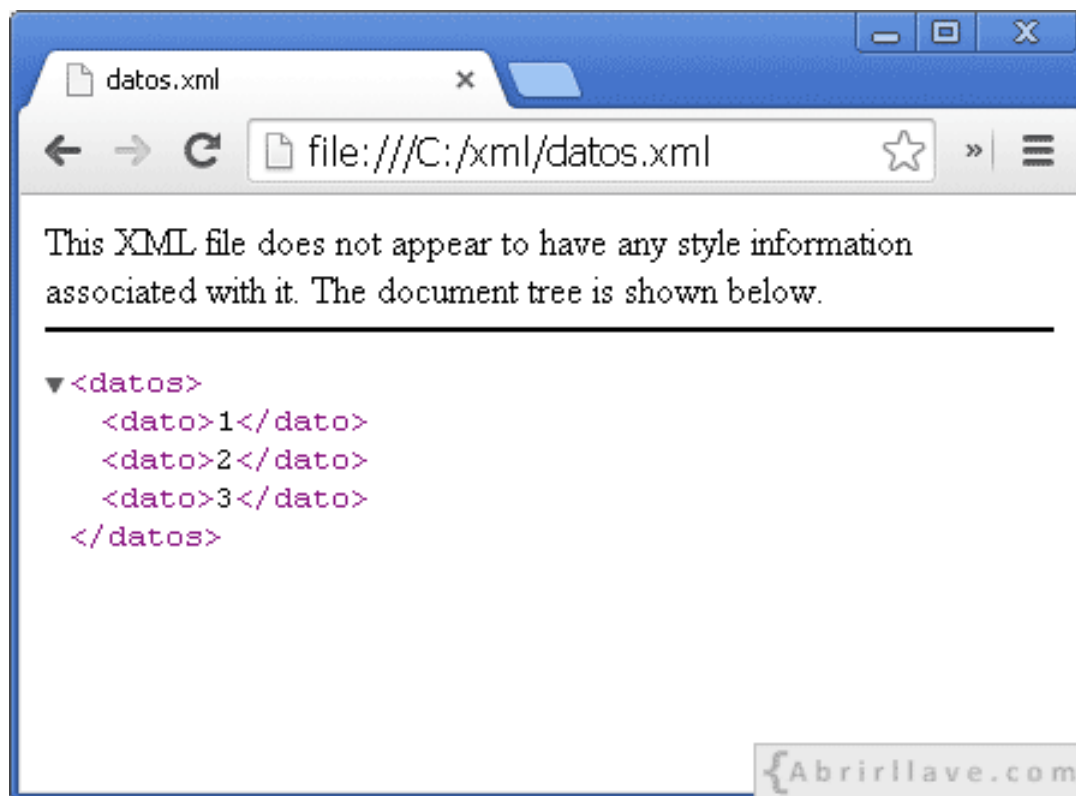 datos.xml
file:///C:/xml/datos.xml
This XML file does not appear to have any style information
associated with it. The document tree is shown below.
<datos>
<dato>1</dato>
<dato>2</dato>
<dato>3</dato>
</datos>
{Abrirllave.com